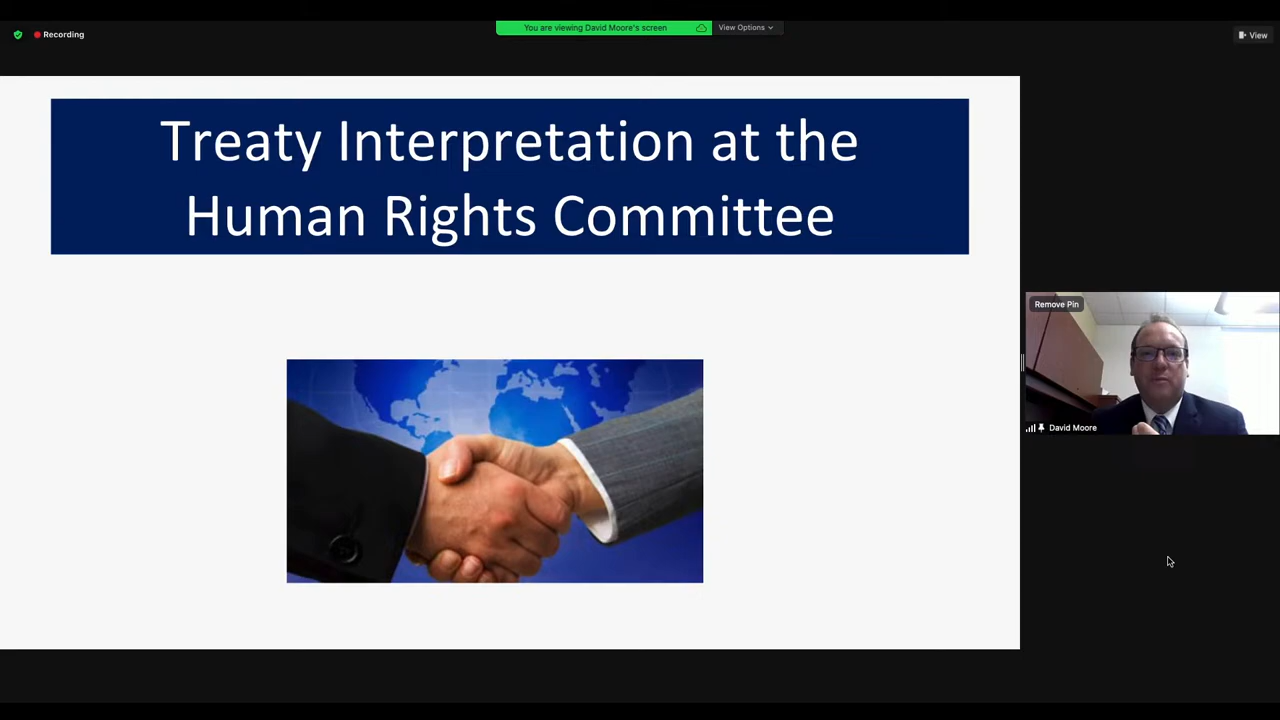 You are viewing David Moore's screen
View Options
Recording
View
Treaty Interpretation at the
Human Rights Committee
Remove Pin
David Moore